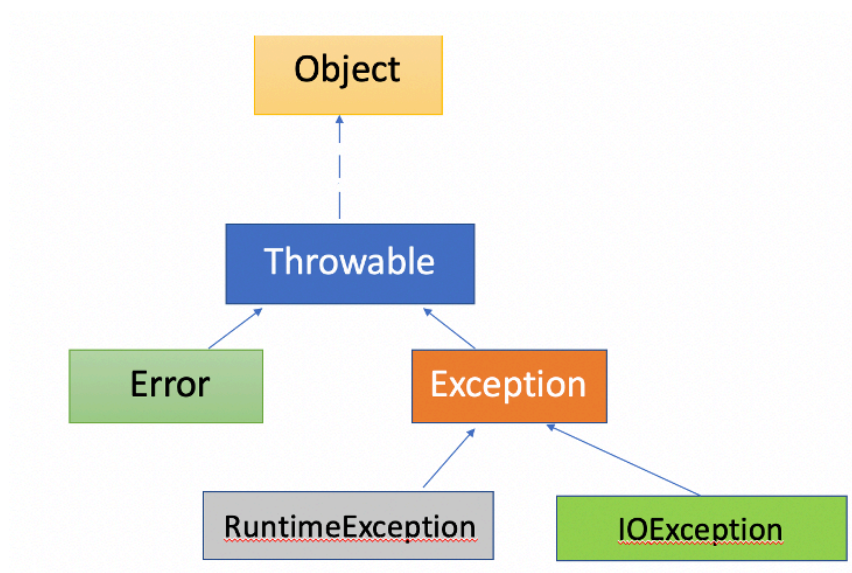 Object
Throwable
Error
Exception
RuntimeException
IOException